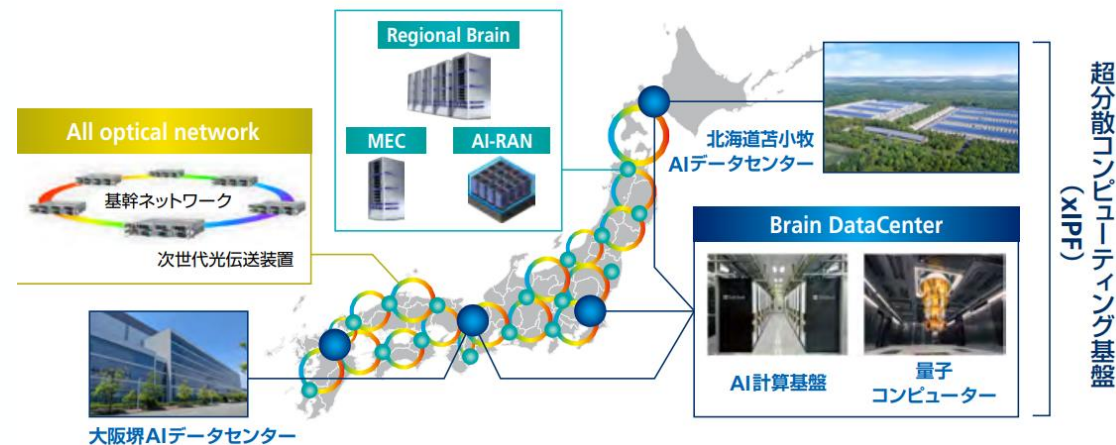 Regional Brain
MEC
AI-RAN
All optical network
基幹ネットワーク
次世代光伝送装置
北海道苫小牧
AIデータセンター
Brain DataCenter
AI計算基盤
量子
コンピューター
大阪堺AIデータセンター
超分散コンピューティング基盤
（xIPF）